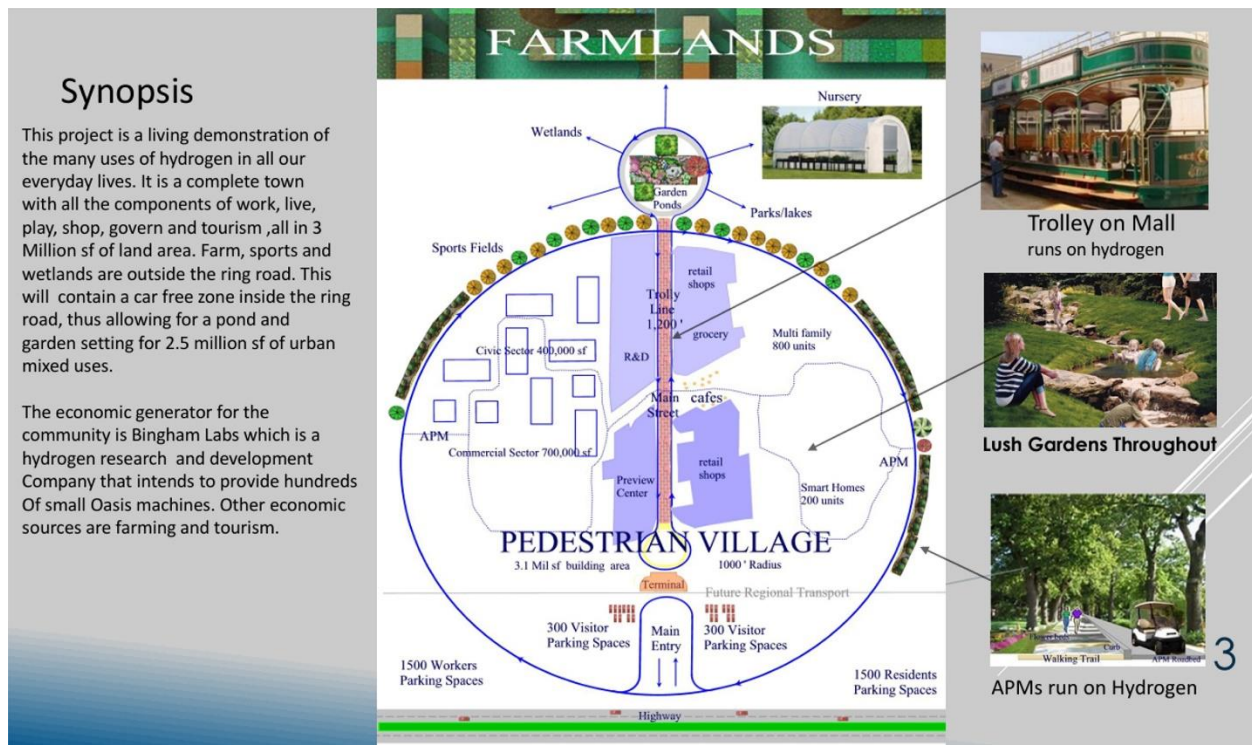 Synopsis
This project is a living demonstration of
the many uses of hydrogen in all our
everyday lives. It is a complete town
with all the components of work, live,
play, shop, govern and tourism ,all in 3
Million sf of land area. Farm, sports and
wetlands are outside the ring road. This
will  contain a car free zone inside the ring
road, thus allowing for a pond and
garden setting for 2.5 million sf of urban
mixed uses.
The economic generator for the
community is Bingham Labs which is a
hydrogen research  and development
Company that intends to provide hundreds
Of small Oasis machines. Other economic
sources are farming and tourism.
FARMLANDS
Nursery
Wetlands
Garden
Ponds
Parks/lakes
Sports Fields
retail
shops
Trolly
Line
1,200 '
grocery
Multi family
800 units
Civic Sector 400,000 sf
R&D
Main
Street
cafes
APM
Commercial Sector 700,000 sf
APM
retail
shops
Preview
Center
Smart Homes
200 units
PEDESTRIAN VILLAGE
3.1 Mil sf building  area
1000 ' Radius
Terminal
Future Regional Transport
300 Visitor
Parking Spaces
Main
Entry
300 Visitor
Parking Spaces
1500 Workers
Parking Spaces
1500 Residents
Parking Spaces
Highway
Trolley on Mall
runs on hydrogen
Lush Gardens Throughout
Curb
Walking Trail
APM Roadbed
APMs run on Hydrogen
3